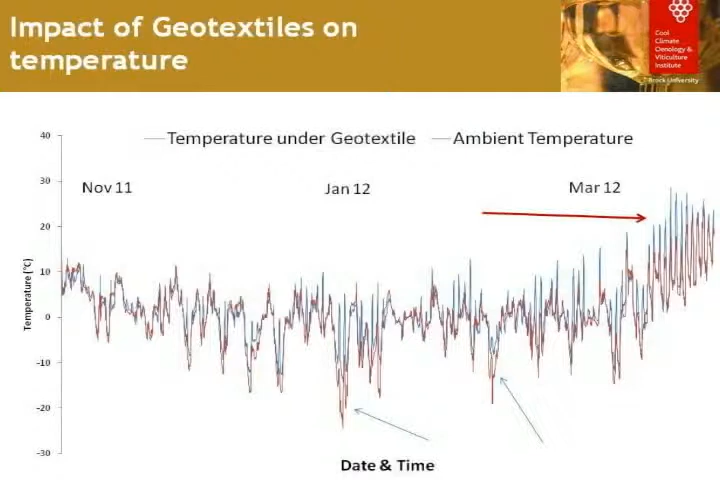 Impact of Geotextiles on
temperature
Cool
Climate
Oenology &
Viticulture
Institute
Brock University
Temperature under Geotextile
Ambient Temperature
Nov 11
Jan 12
Mar 12
Temperature (°C)
40
30
20
10
0
-10
-20
-30
Date & Time